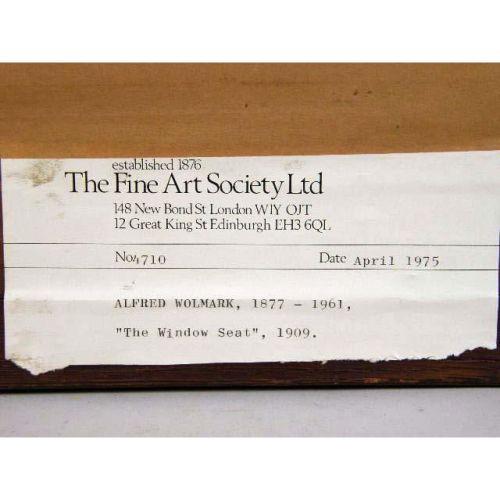 established 1876
The Fine Art Society Ltd
148 New Bond St London W1Y OJT
12 Great King St Edinburgh EH3 6QL
No. 4710 Date April 1975
ALFRED WOLMARK, 1877 - 1961,
"The Window Seat", 1909.